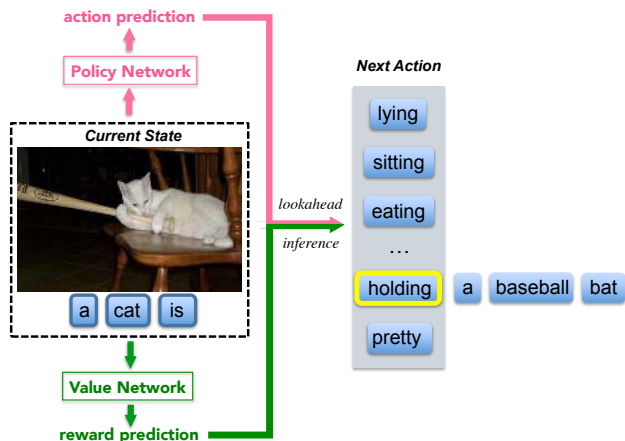 action prediction
Policy Network
Current State
a cat is
Value Network
reward prediction
lookahead
inference
Next Action
lying
sitting
eating
...
holding a baseball bat
pretty